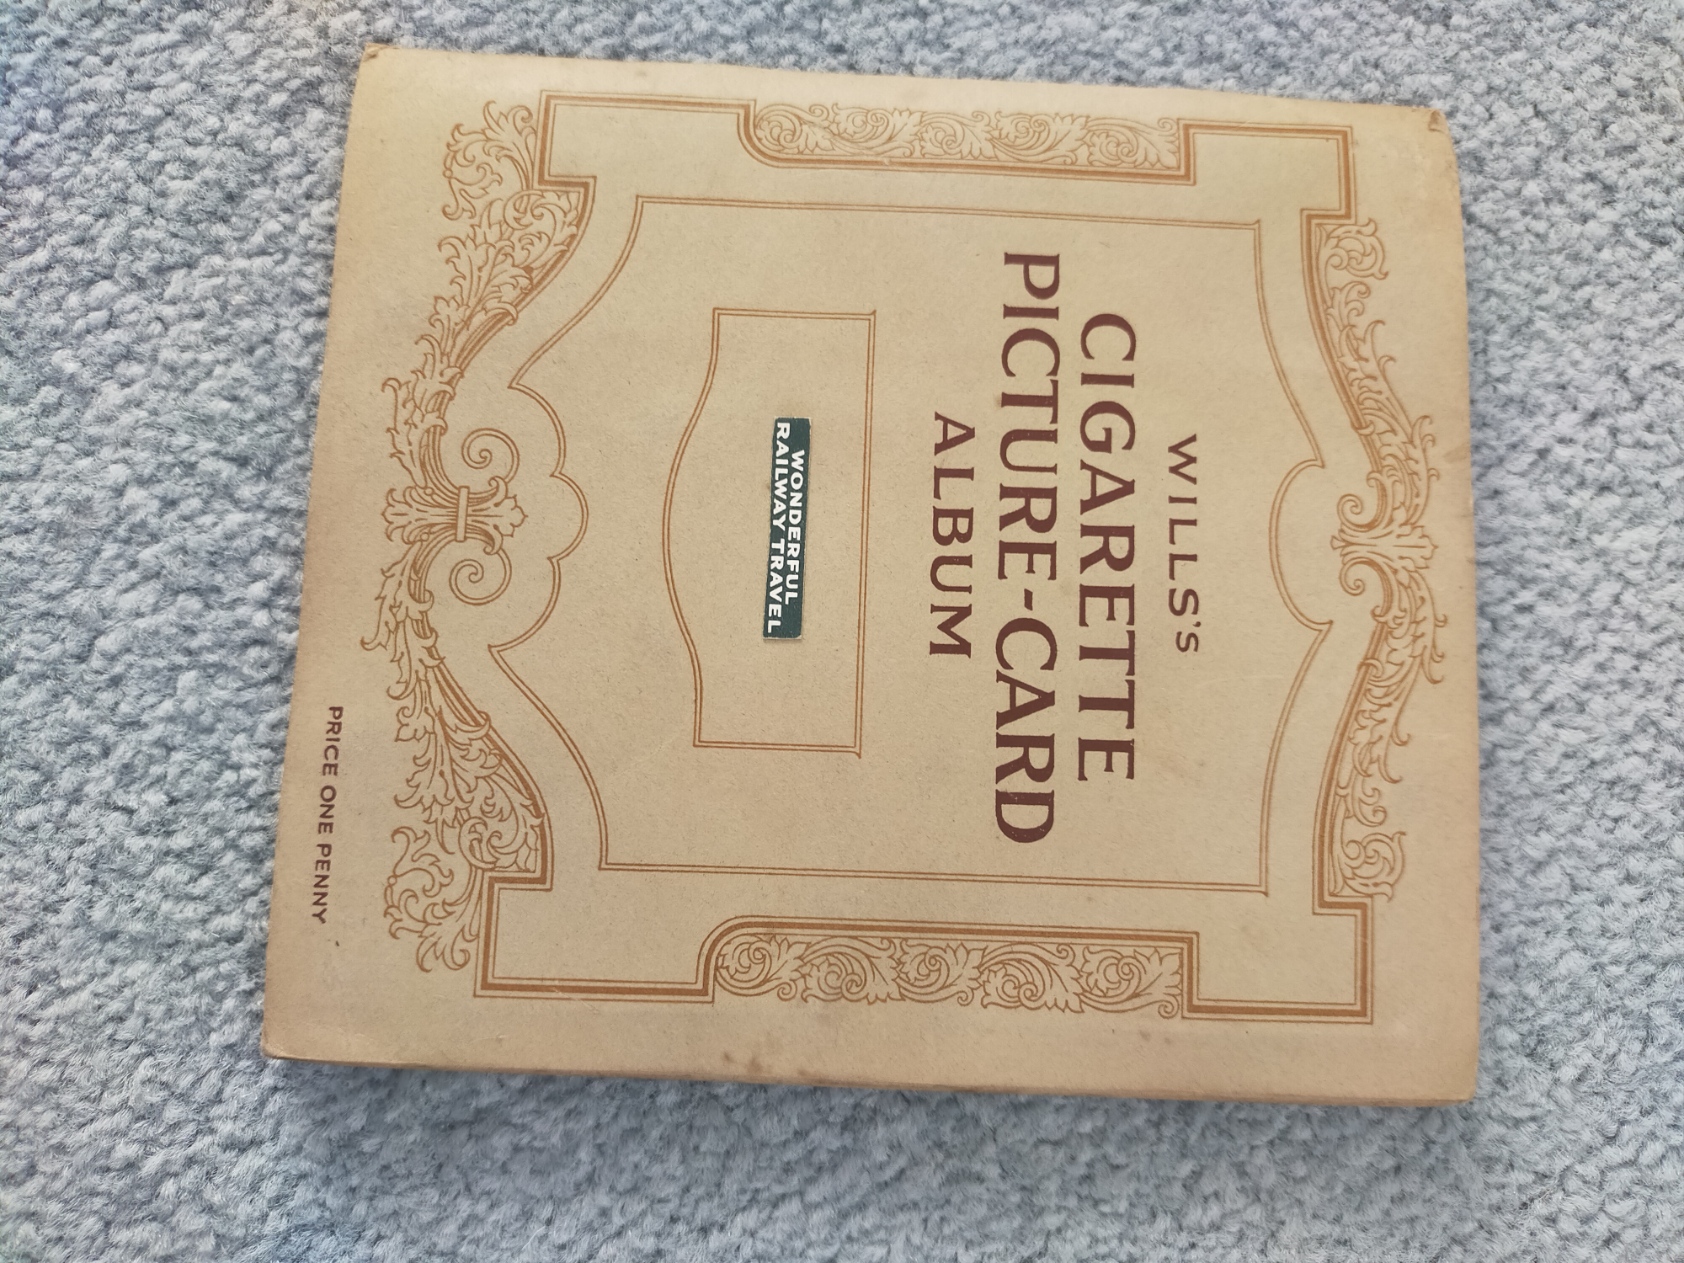 WILLS'S
CIGARETTE
PICTURE-CARD
ALBUM
WONDERFUL
RAILWAY TRAVEL
PRICE ONE PENNY